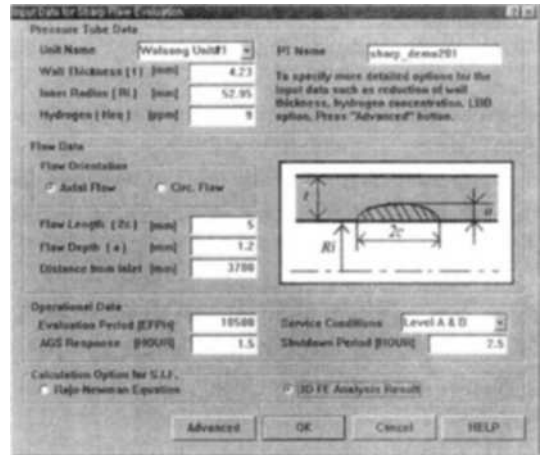 Input Data for Sharp Flaw Evaluation
Pressure Tube Data
Unit Name Wolsong Unit#1
PT Name sharp_demo201
Wall Thickness ( t ) [mm] 4.23
Inner Radius ( Ri ) [mm] 52.95
Hydrogen ( Heq ) [ppm] 9
To specify more detailed options for the
input data such as reduction of wall
thickness, hydrogen concentration, LBB
option, Press "Advanced" button.
Flaw Data
Flaw Orientation
Axial Flaw Circ. Flaw
Flaw Length ( 2c ) [mm] 5
Flaw Depth ( a ) [mm] 1.2
Distance from inlet [mm] 3700
t
a
2c
Ri
Operational Data
Evaluation Period [EFPH] 10500
Service Conditions Level A & B
AGS Response [HOUR] 1.5
Shutdown Period [HOUR] 2.5
Calculation Option for S.I.F.
Raju-Newman Equation 3D FE Analysis Result
Advanced OK Cancel HELP